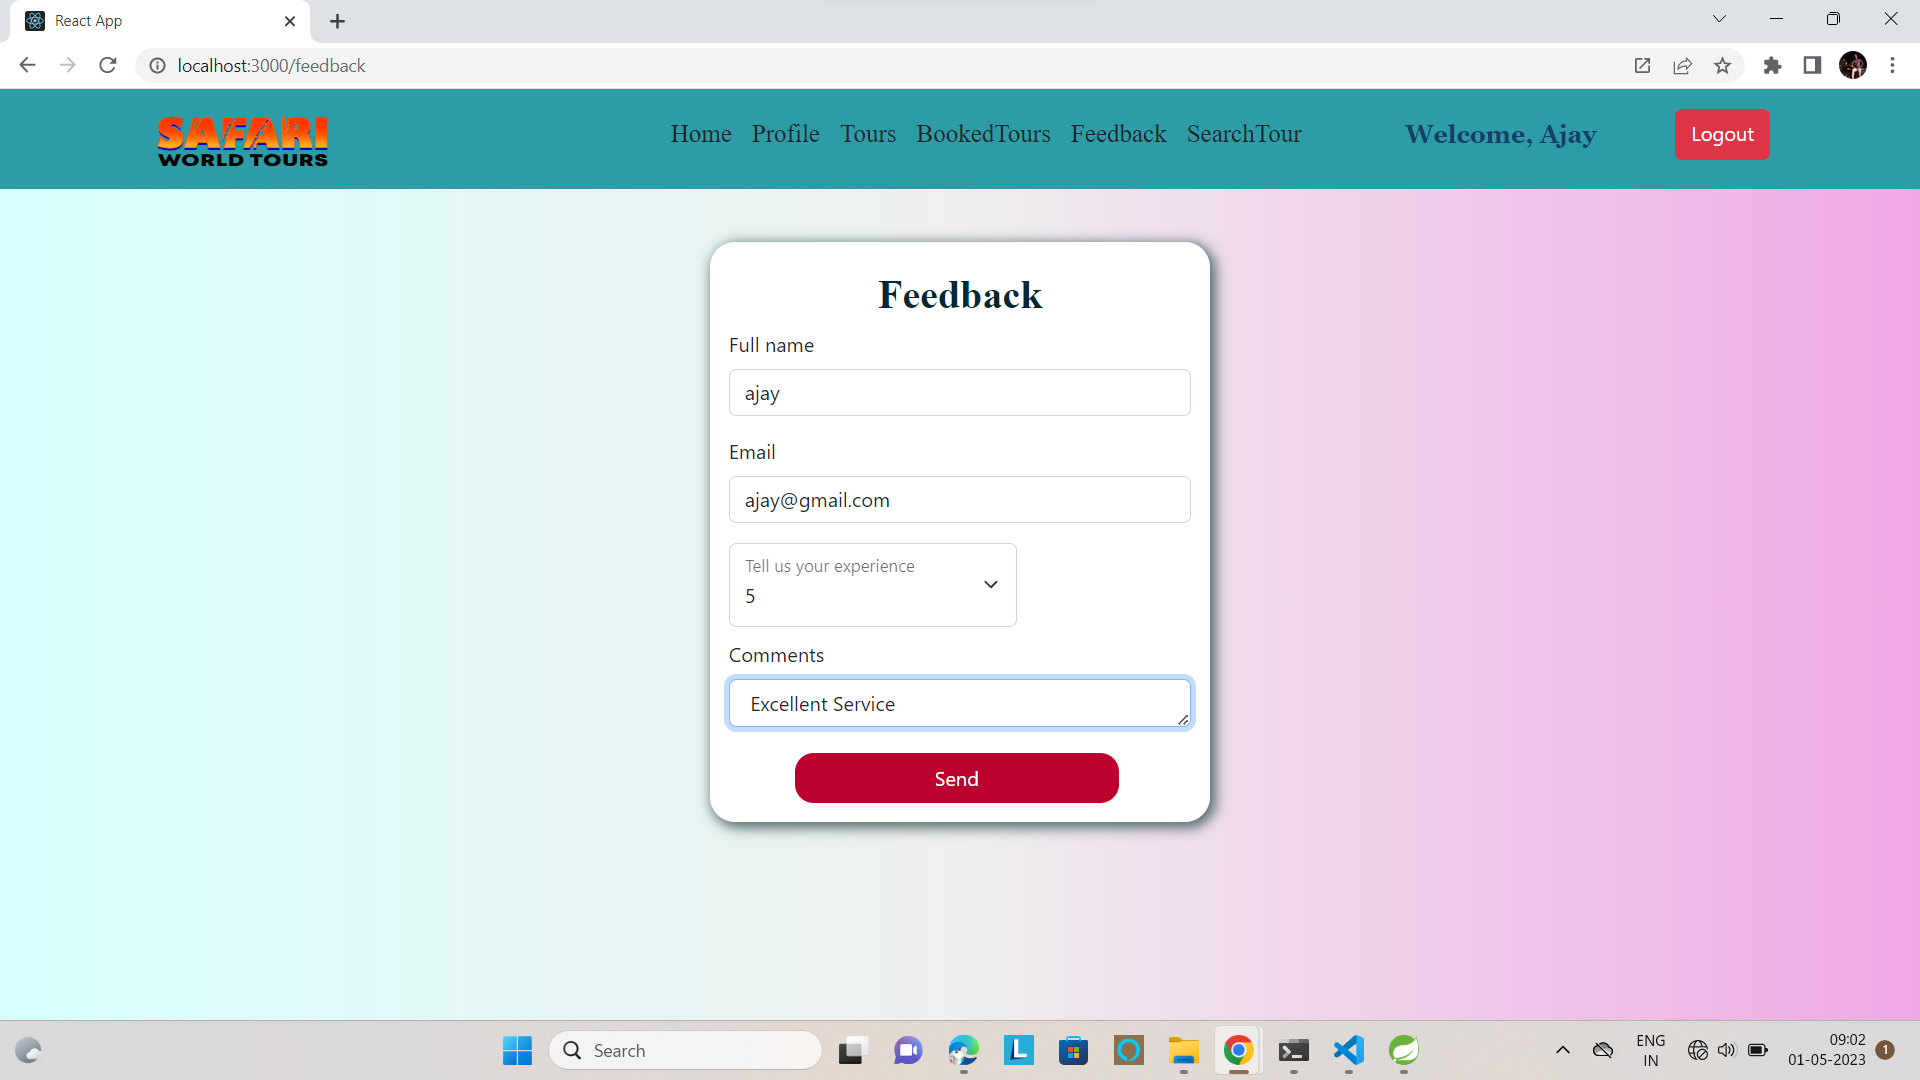 React App
localhost:3000/feedback
SAFARI
WORLD TOURS
Home Profile Tours BookedTours Feedback SearchTour
Welcome, Ajay
Logout
Feedback
Full name
ajay
Email
ajay@gmail.com
Tell us your experience
5
Comments
Excellent Service
Send
Search
L
ENG
IN
09:02
01-05-2023
1